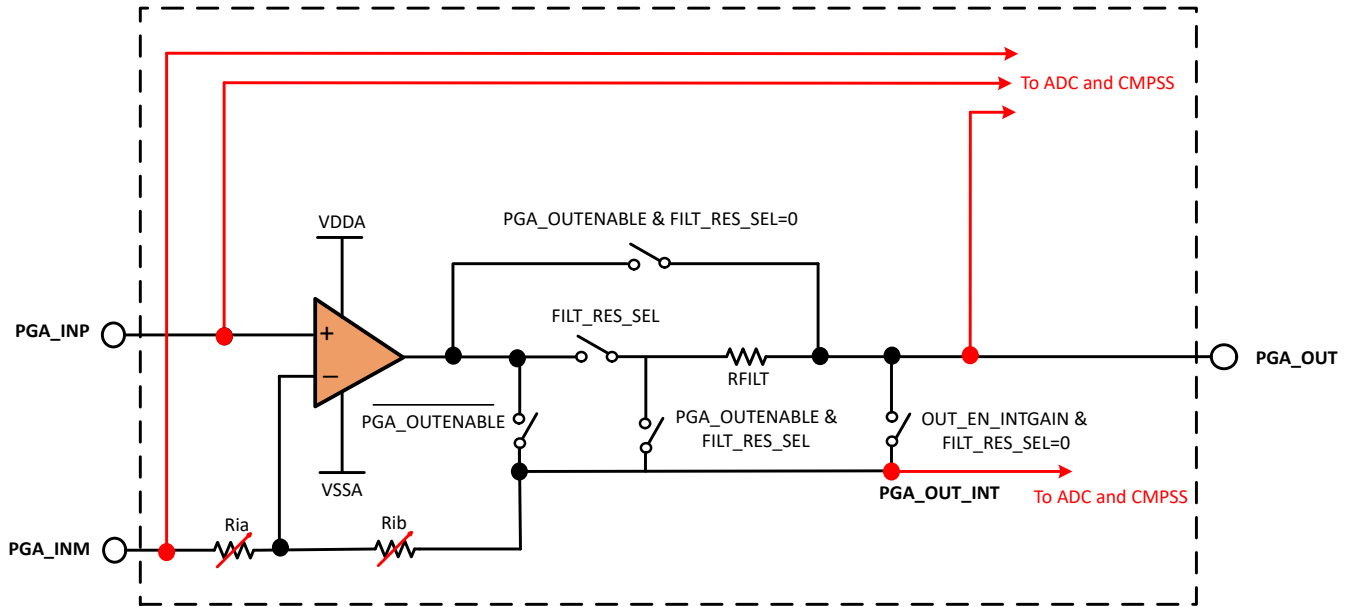 To ADC and CMPSS
VDDA
PGA_OUTENABLE & FILT_RES_SEL=0
PGA_INP
+
FILT_RES_SEL
RFILT
PGA_OUT
−
PGA_OUTENABLE
PGA_OUTENABLE &
FILT_RES_SEL
OUT_EN_INTGAIN &
FILT_RES_SEL=0
VSSA
PGA_OUT_INT
To ADC and CMPSS
PGA_INM
Ria
Rib